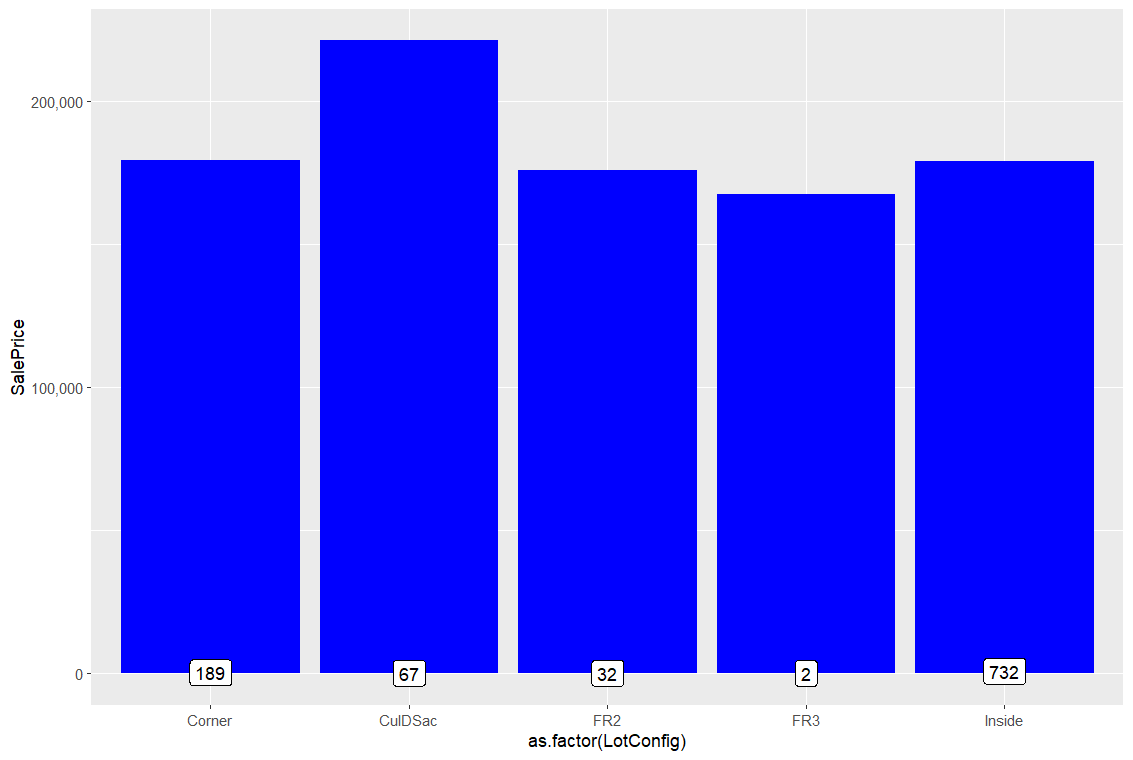 200,000
100,000
0
SalePrice
189
67
32
2
732
Corner
CulDSac
FR2
FR3
Inside
as.factor(LotConfig)